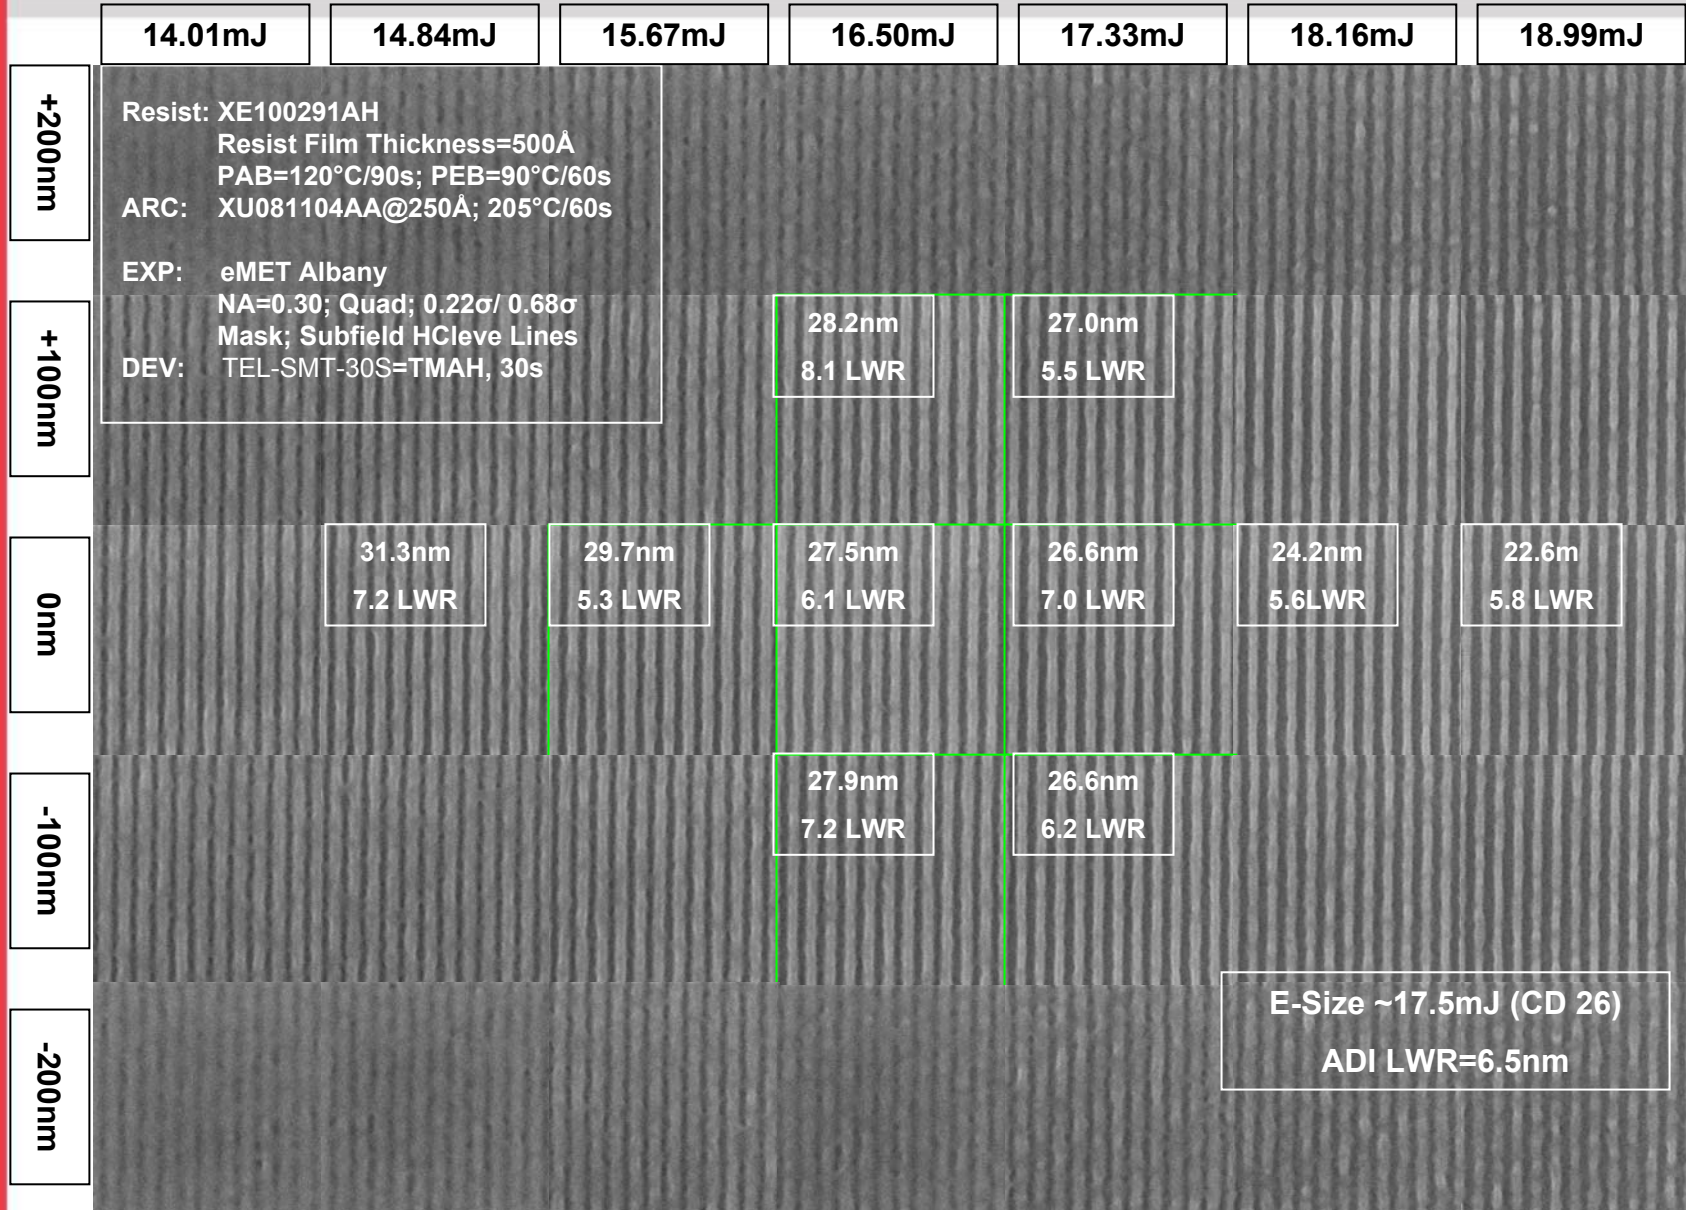 14.01mJ 14.84mJ 15.67mJ 16.50mJ 17.33mJ 18.16mJ 18.99mJ
+200nm
Resist: XE100291AH
Resist Film Thickness=500Å
PAB=120°C/90s; PEB=90°C/60s
ARC: XU081104AA@250Å; 205°C/60s
EXP: eMET Albany
NA=0.30; Quad; 0.22σ/ 0.68σ
Mask; Subfield HCleve Lines
DEV: TEL-SMT-30S=TMAH, 30s
+100nm
28.2nm 27.0nm
8.1 LWR 5.5 LWR
0nm
31.3nm 29.7nm 27.5nm 26.6nm 24.2nm 22.6m
7.2 LWR 5.3 LWR 6.1 LWR 7.0 LWR 5.6LWR 5.8 LWR
-100nm
27.9nm 26.6nm
7.2 LWR 6.2 LWR
-200nm
E-Size ~17.5mJ (CD 26)
ADI LWR=6.5nm